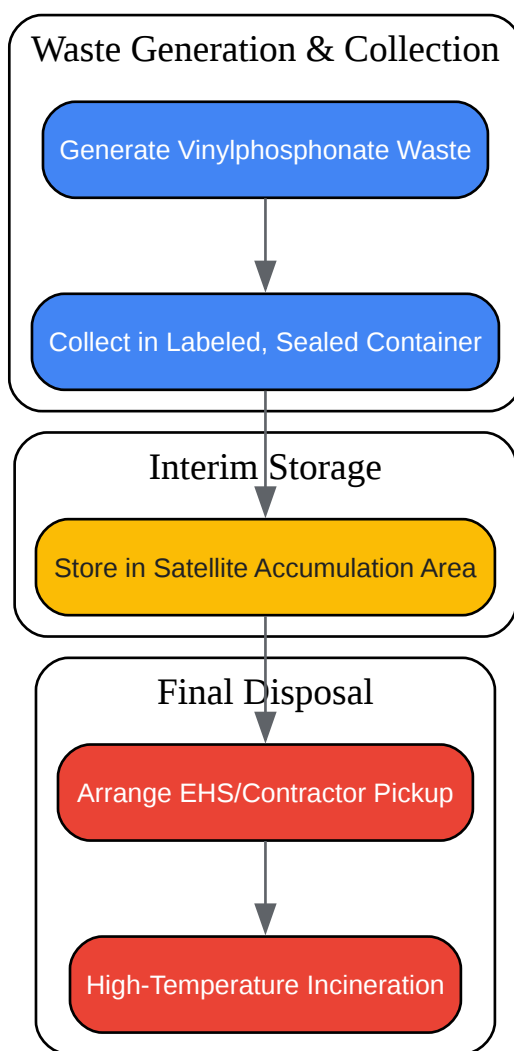 Waste Generation & Collection
Generate Vinylphosphonate Waste
Collect in Labeled, Sealed Container
Interim Storage
Store in Satellite Accumulation Area
Final Disposal
Arrange EHS/Contractor Pickup
High-Temperature Incineration